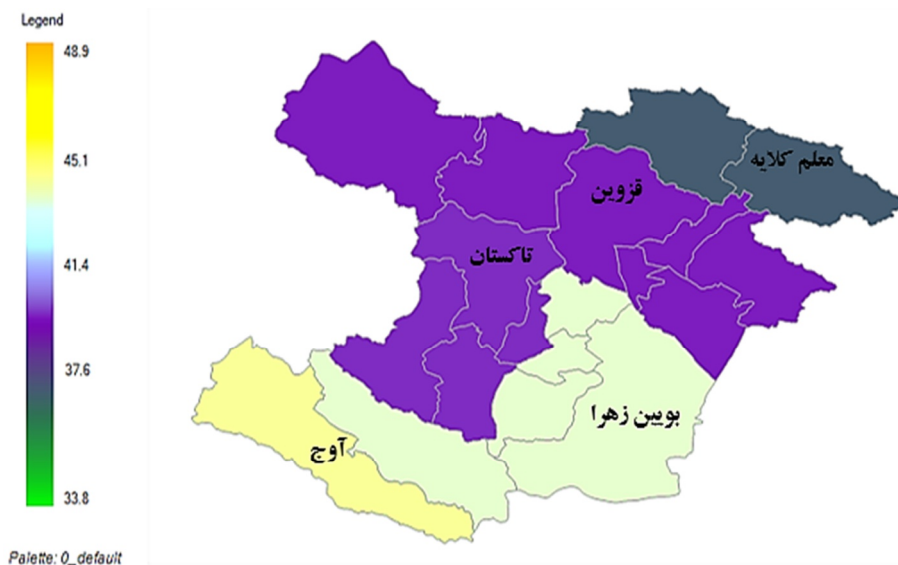 Legend
48.9
45.1
41.4
37.6
33.8
Palette: 0_default
معلم کلایه
قزوین
تاکستان
بویین زهرا
آوج